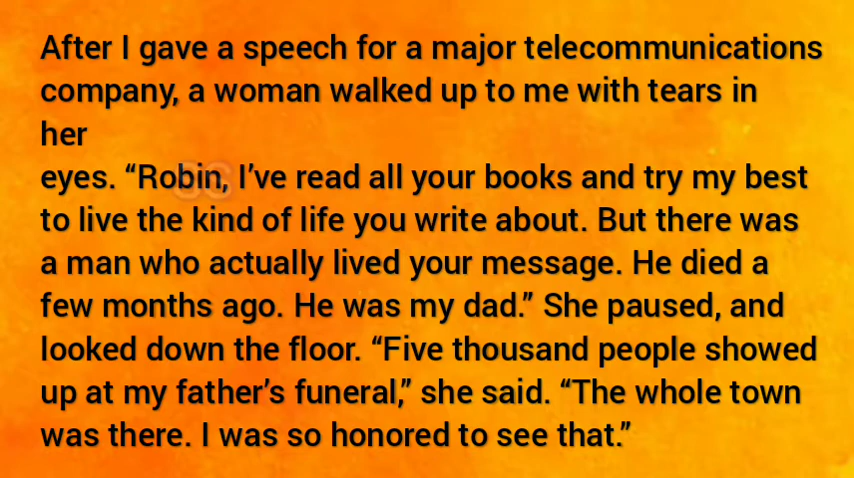 After I gave a speech for a major telecommunications
company, a woman walked up to me with tears in
her
eyes. “Robin, I’ve read all your books and try my best
to live the kind of life you write about. But there was
a man who actually lived your message. He died a
few months ago. He was my dad.” She paused, and
looked down the floor. “Five thousand people showed
up at my father’s funeral,” she said. “The whole town
was there. I was so honored to see that.”